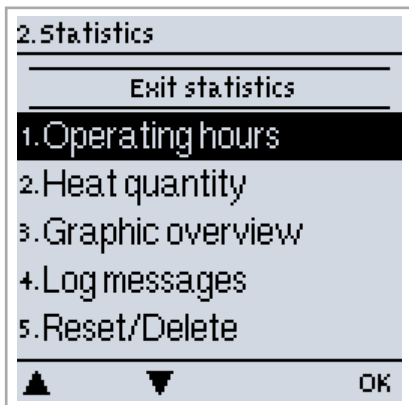 2.Statistics
Exit statistics
1.Operating hours
2.Heat quantity
3.Graphic overview
4.Log messages
5.Reset/Delete
▲ ▼ OK